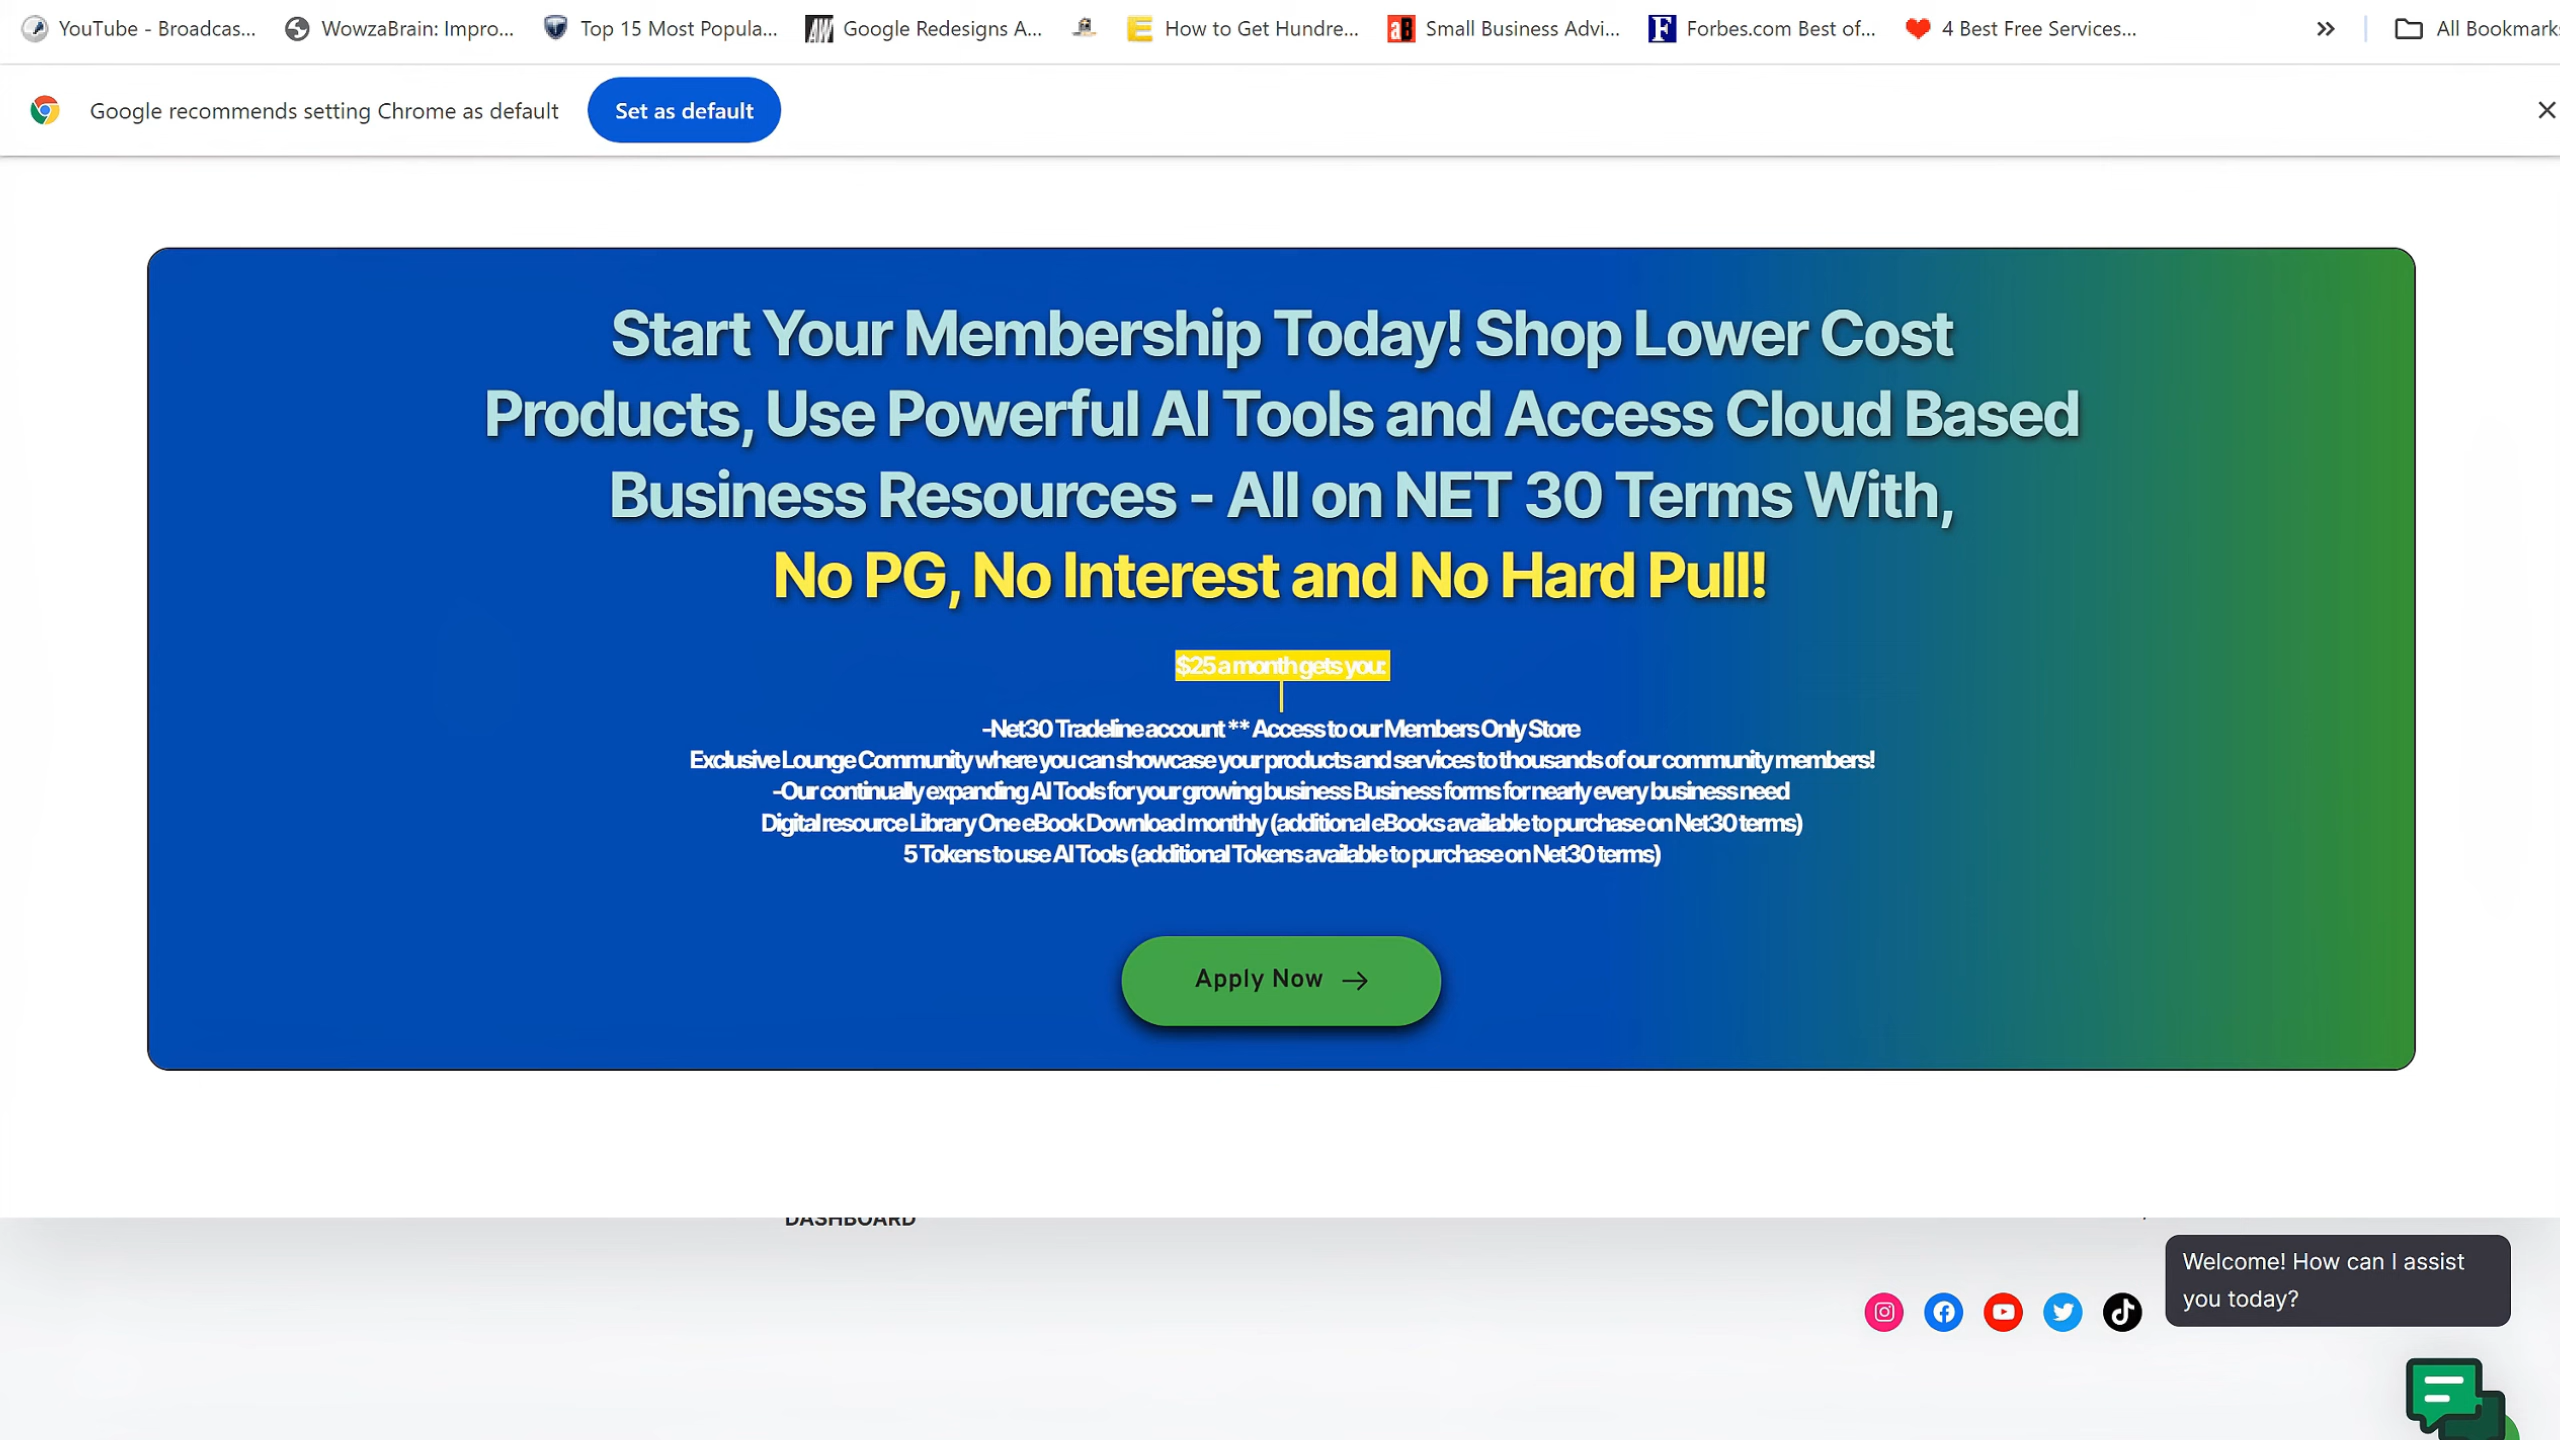 YouTube - Broadcas...
WowzaBrain: Impro...
Top 15 Most Popula...
Google Redesigns A...
How to Get Hundre...
Small Business Advi...
Forbes.com Best of...
4 Best Free Services...
All Bookmark
Google recommends setting Chrome as default
Set as default
Start Your Membership Today! Shop Lower Cost
Products, Use Powerful AI Tools and Access Cloud Based
Business Resources - All on NET 30 Terms With,
No PG, No Interest and No Hard Pull!
$25 a month gets you:
-Net30 Tradeline account ** Access to our Members Only Store
Exclusive Lounge Community where you can showcase your products and services to thousands of our community members!
-Our continually expanding AI Tools for your growing business Business forms for nearly every business need
Digital resource Library One eBook Download monthly (additional eBooks available to purchase on Net30 terms)
5 Tokens to use AI Tools (additional Tokens available to purchase on Net30 terms)
Apply Now
DASHBOARD
Welcome! How can I assist
you today?